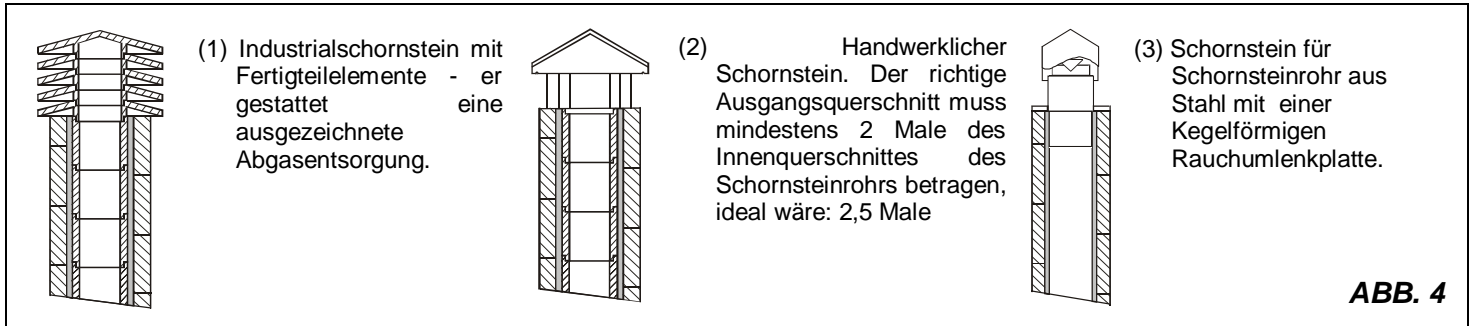 (1) Industrialschornstein mit
Fertigteilelemente - er
gestattet eine
ausgezeichnete
Abgasentsorgung.
(2) Handwerklicher
Schornstein. Der richtige
Ausgangsquerschnitt muss
mindestens 2 Male des
Innenquerschnittes des
Schornsteinrohrs betragen,
ideal wäre: 2,5 Male
(3) Schornstein für
Schornsteinrohr aus
Stahl mit einer
Kegelförmigen
Rauchumlenkplatte.
ABB. 4